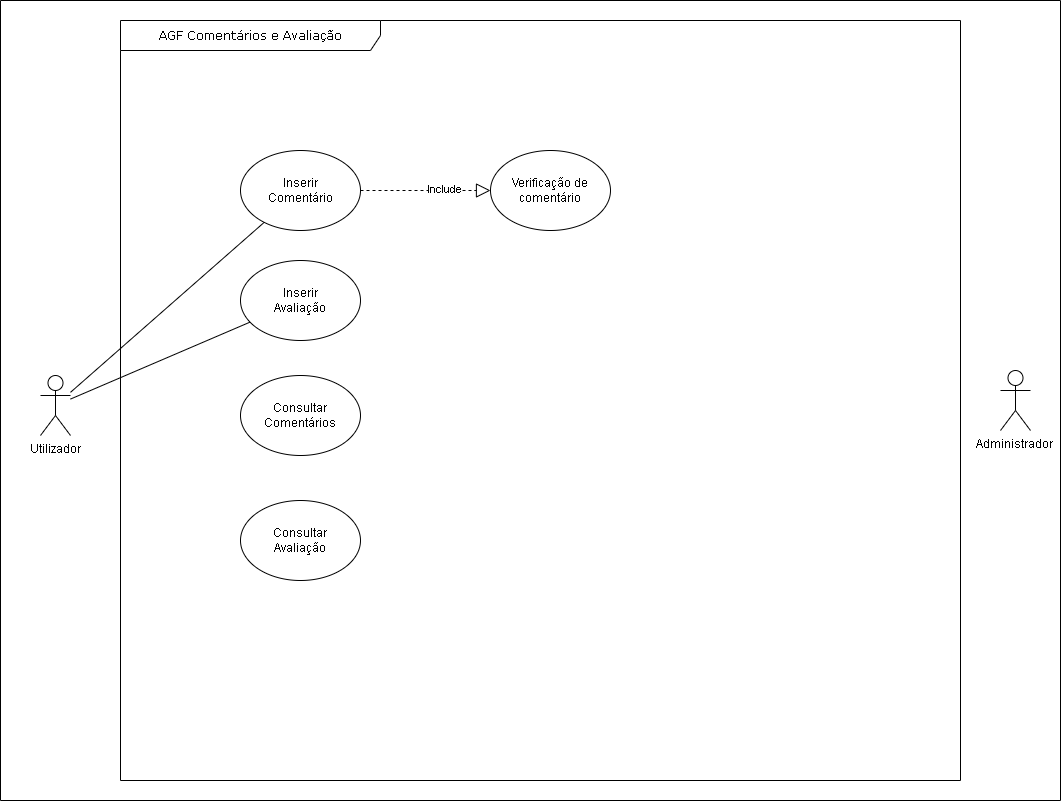 AGF Comentários e Avaliação
Inserir
Comentário
Include
Verificação de
comentário
Inserir
Avaliação
Consultar
Comentários
Utilizador
Administrador
Consultar
Avaliação